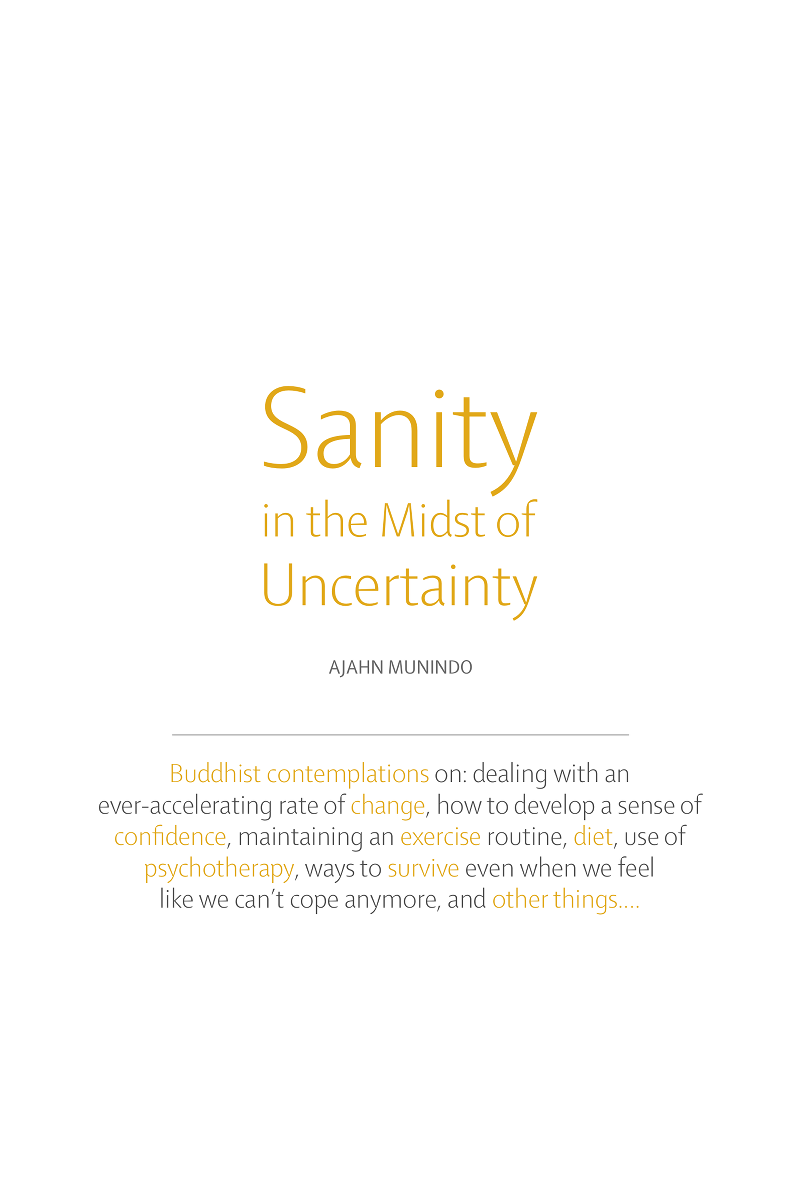 Sanity
in the Midst of
Uncertainty
AJAHN MUNINDO
Buddhist contemplations on: dealing with an
ever-accelerating rate of change, how to develop a sense of
confidence, maintaining an exercise routine, diet, use of
psychotherapy, ways to survive even when we feel
like we can’t cope anymore, and other things....